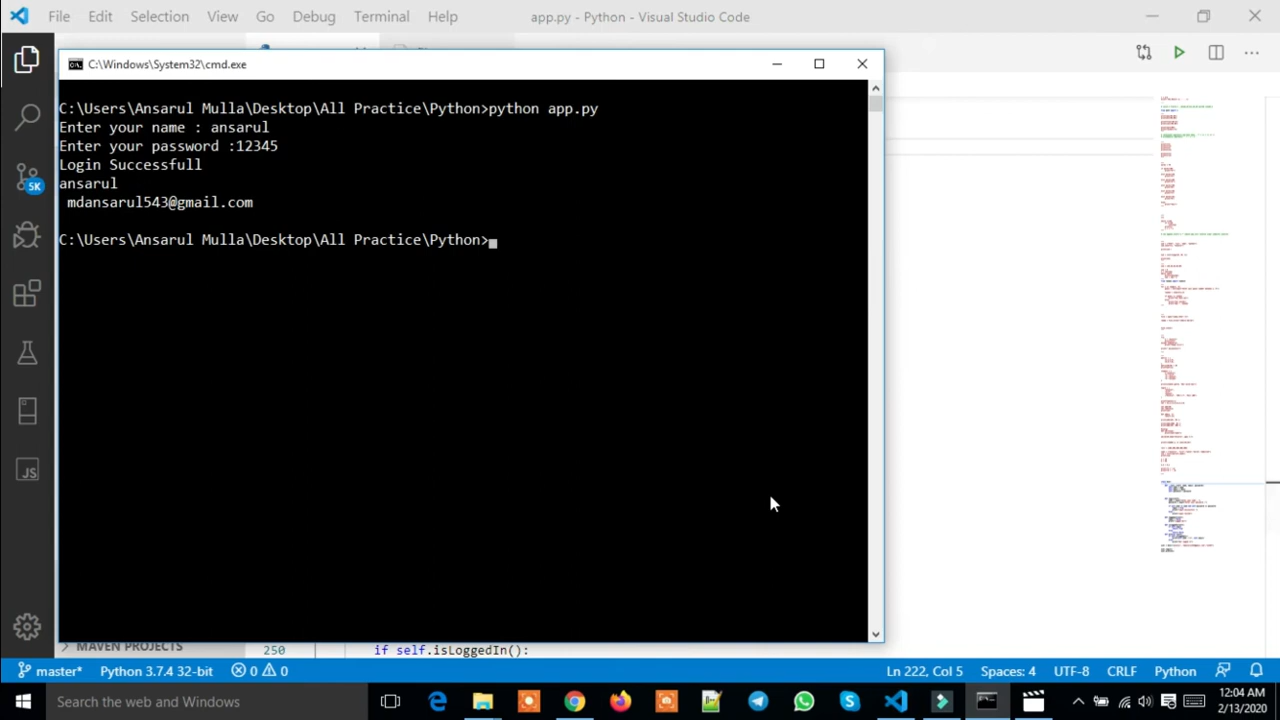 File Edit Selection View Go Debug Terminal Help app.py - Python - Visual Studio Code
C:\Windows\System32\cmd.exe
C:\Users\Ansarul Mulla\Desktop\All Practice\Python>python app.py
Enter your name : ansarul
Enter your password :12345
Login Successfull
ansarul
mdansarul543@gmail.com
C:\Users\Ansarul Mulla\Desktop\All Practice\Python>
5K
JS
MAVEN PROJECTS
250 if self.isLoggedIn():
master* Python 3.7.4 32-bit 0 0 Ln 222, Col 5 Spaces: 4 UTF-8 CRLF Python
Search the Web and Windows
12:04 AM
2/13/2020